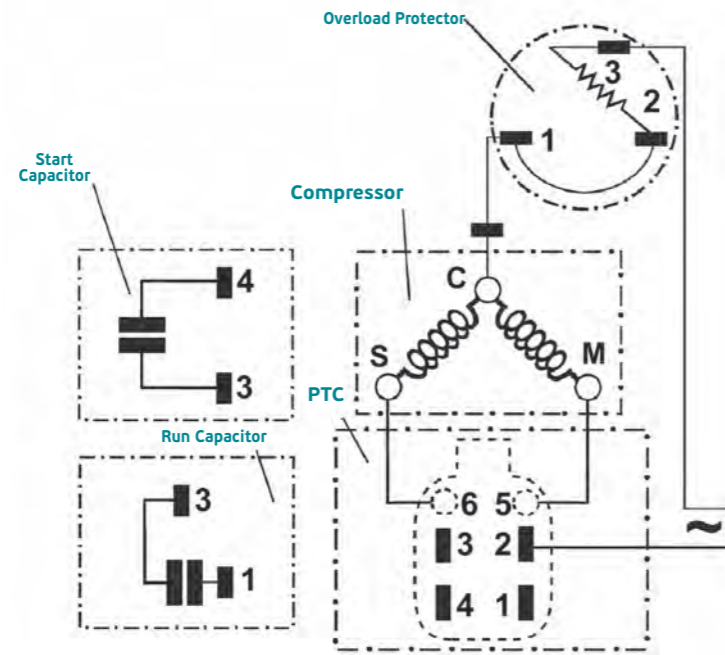 Overload Protector
3
2
1
Start
Capacitor
Compressor
4
C
S
M
3
PTC
Run Capacitor
3
6
5
~
3
2
1
4
1